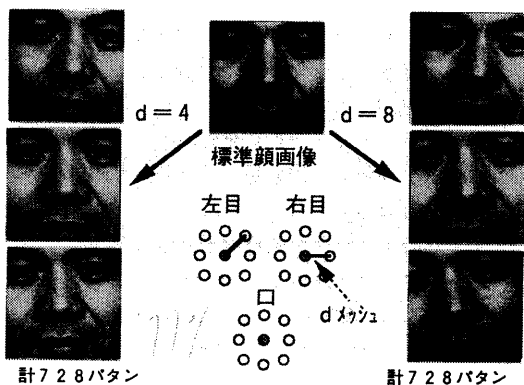 d=4
d=8
標準顔画像
左目
右目
dメッシュ
計728パタン
計728パタン